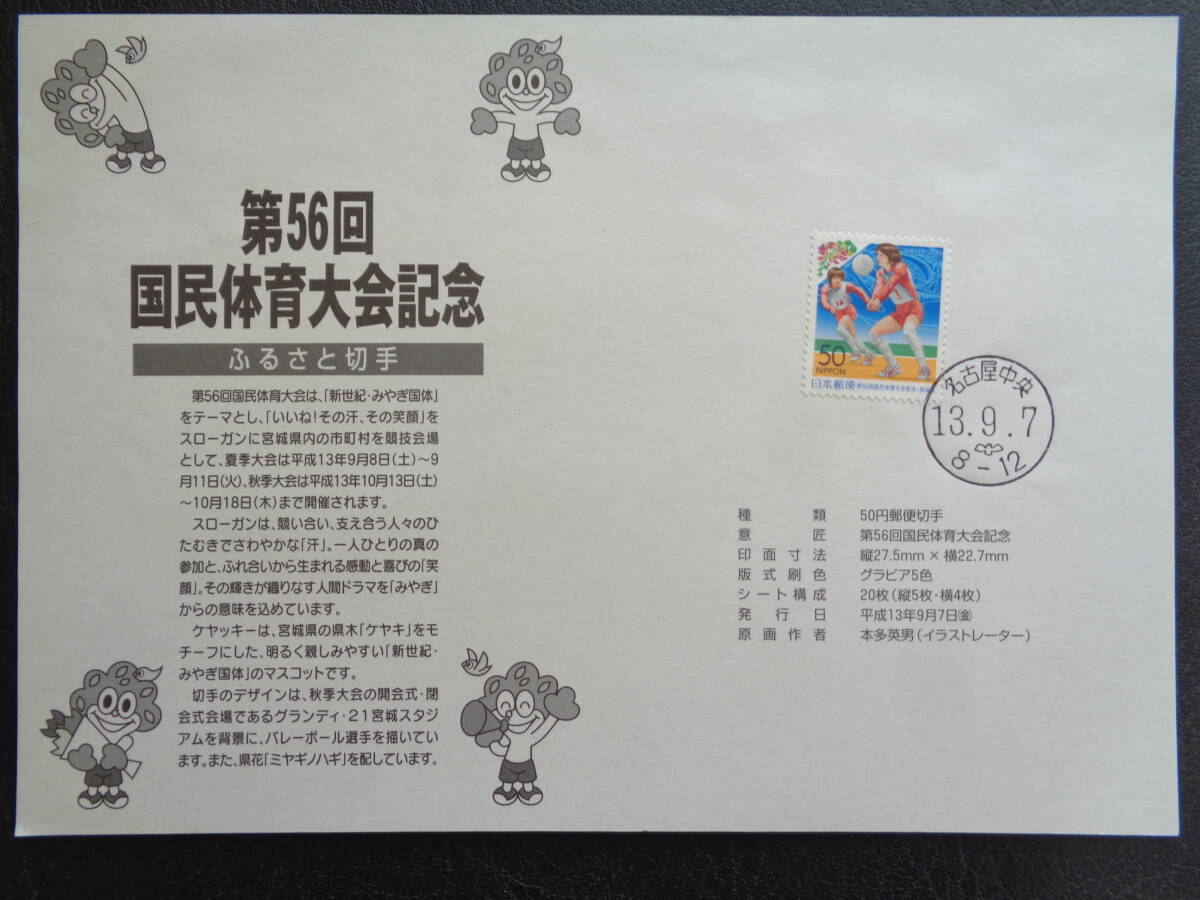 第56回
国民体育大会記念
ふるさと切手
第56回国民体育大会は、「新世紀・みやぎ国体」
をテーマとし、「いいね!その汗、その笑顔」を
スローガンに宮城県内の市町村を競技会場
として、夏季大会は平成13年9月8日(土)~9
月11日(火)、秋季大会は平成13年10月13日(土)
~10月18日(木)まで開催されます。
スローガンは、競い合い、支え合う人々のひ
たむきでさわやかな「汗」。一人ひとりの真の
参加と、ふれ合いから生まれる感動と喜びの「笑
顔」。その輝きが織りなす人間ドラマを「みやぎ」
からの意味を込めています。
ケヤッキーは、宮城県の県木「ケヤキ」をモ
チーフにした、明るく親しみやすい「新世紀・
みやぎ国体」のマスコットです。
切手のデザインは、秋季大会の開会式・閉
会式会場であるグランディ・21宮城スタジ
アムを背景に、バレーボール選手を描いてい
ます。また、県花「ミヤギノハギ」を配しています。
50
NIPPON
日本郵便 第56回国民体育大会記念・宮城
名古屋中央
13.9.7
8-12
種類 50円郵便切手
意匠 第56回国民体育大会記念
印面寸法 縦27.5mm×横22.7mm
版式刷色 グラビア5色
シート構成 20枚(縦5枚・横4枚)
発行日 平成13年9月7日㈮
原画作者 本多英男(イラストレーター)